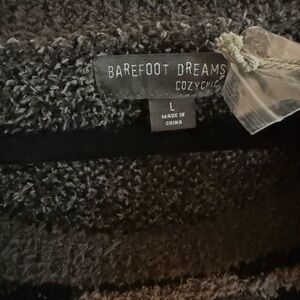 BAREFOOT DREAMS
COZYCHIC
L
MADE IN
CHINA